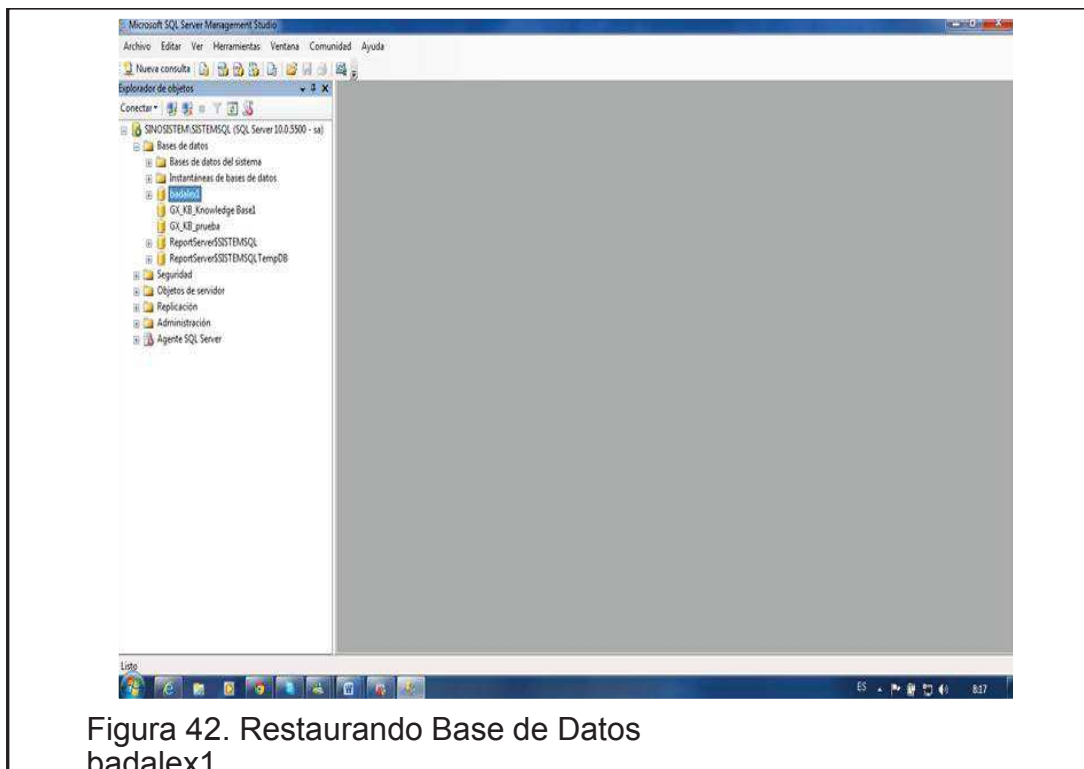 Microsoft SQL Server Management Studio
Archivo Editar Ver Herramientas Ventana Comunidad Ayuda
Nueva consulta
Explorador de objetos
Conectar
SINOSISTEM\SISTEMSQL (SQL Server 10.0.5500 - sa)
Bases de datos
Bases de datos del sistema
Instantáneas de bases de datos
badalex1
GX_KB_Knowledge Base1
GX_KB_prueba
ReportServer$SISTEMSQL
ReportServer$SISTEMSQLTempDB
Seguridad
Objetos de servidor
Replicación
Administración
Agente SQL Server
Listo
ES 8:17
Figura 42. Restaurando Base de Datos
badalex1